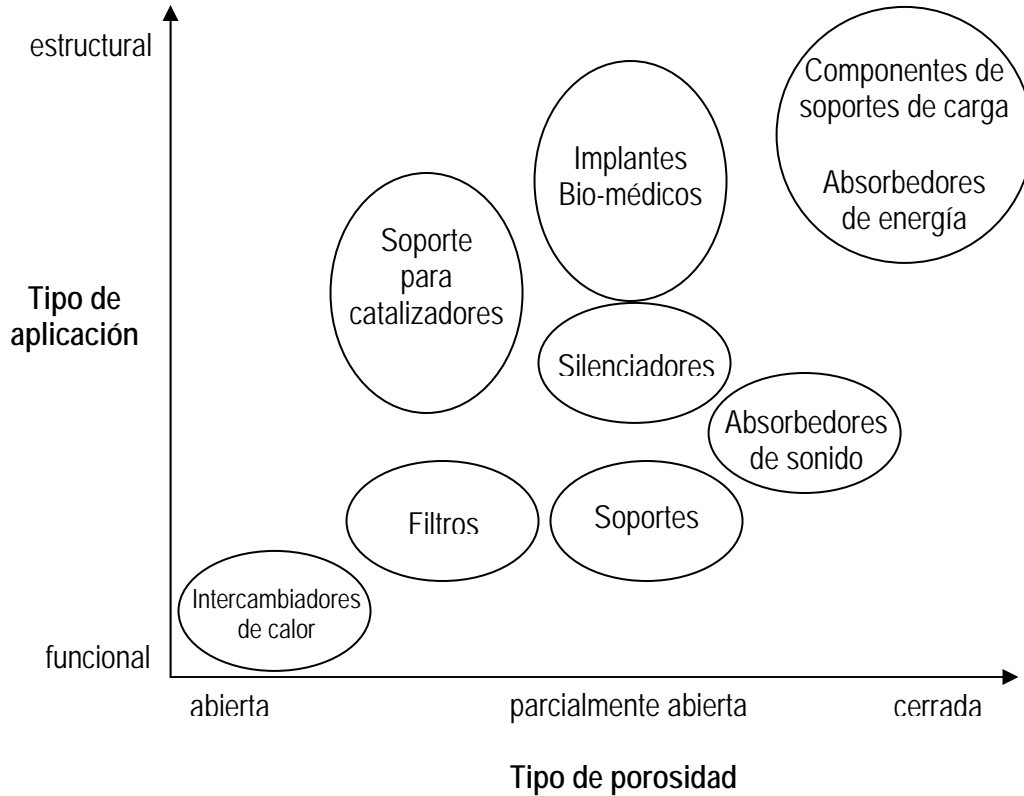 estructural
Componentes de
soportes de carga
Absorbedores
de energía
Implantes
Bio-médicos
Soporte
para
catalizadores
Tipo de
aplicación
Silenciadores
Absorbedores
de sonido
Filtros
Soportes
Intercambiadores
de calor
funcional
abierta
parcialmente abierta
cerrada
Tipo de porosidad